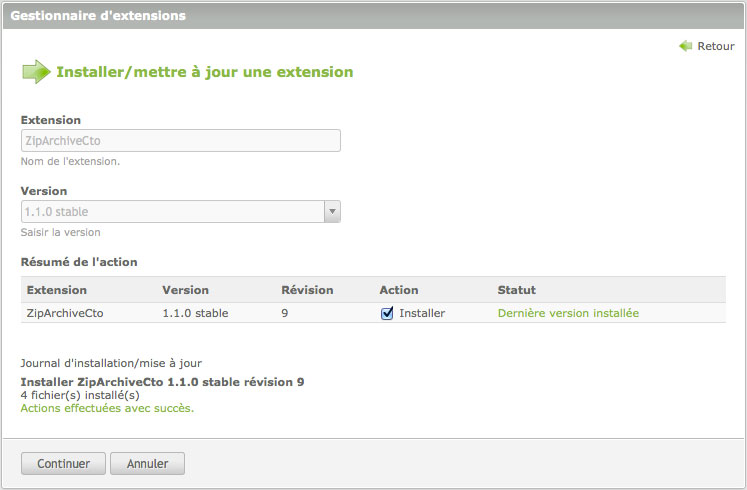 Gestionnaire d'extensions
Retour
Installer/mettre à jour une extension
Extension
ZipArchiveCto
Nom de l'extension.
Version
1.1.0 stable
Saisir la version
Résumé de l'action
Extension Version Révision Action Statut
ZipArchiveCto 1.1.0 stable 9 Installer Dernière version installée
Journal d'installation/mise à jour
Installer ZipArchiveCto 1.1.0 stable révision 9
4 fichier(s) installé(s)
Actions effectuées avec succès.
Continuer Annuler